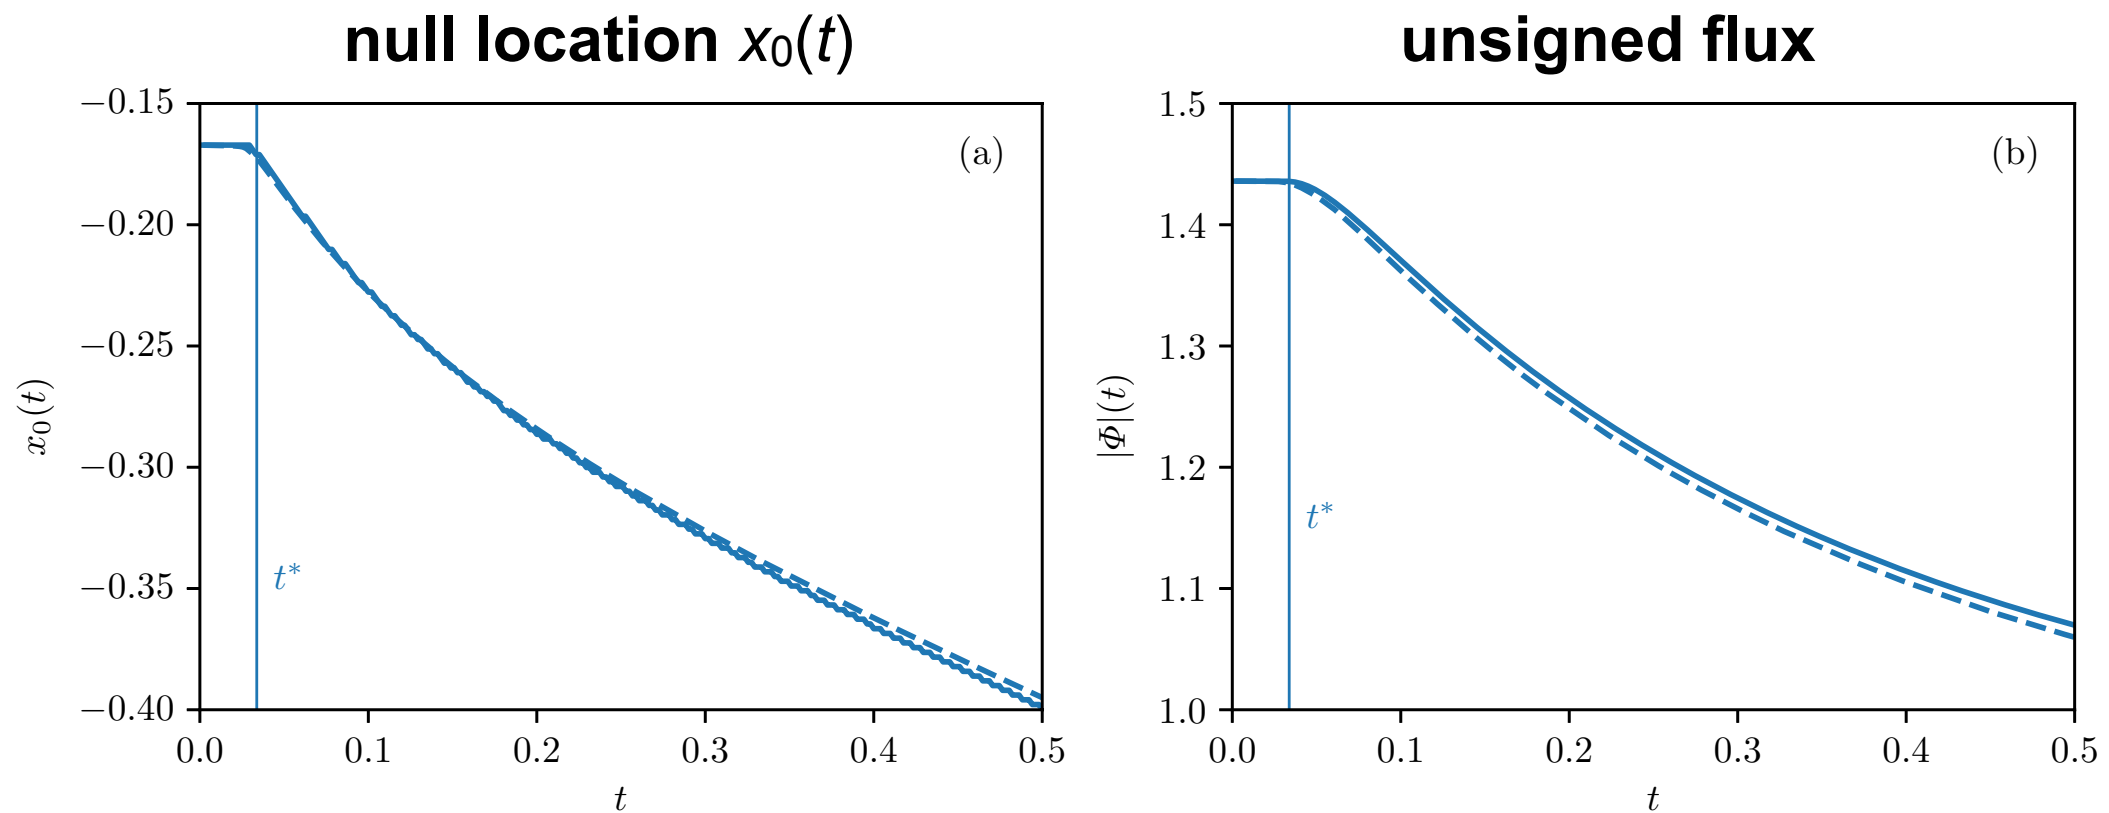 null location x₀(t)
unsigned flux
−0.15
−0.20
−0.25
−0.30
−0.35
−0.40
x₀(t)
(a)
t*
0.0 0.1 0.2 0.3 0.4 0.5
t
1.5
1.4
1.3
1.2
1.1
1.0
|Φ|(t)
(b)
t*
0.0 0.1 0.2 0.3 0.4 0.5
t